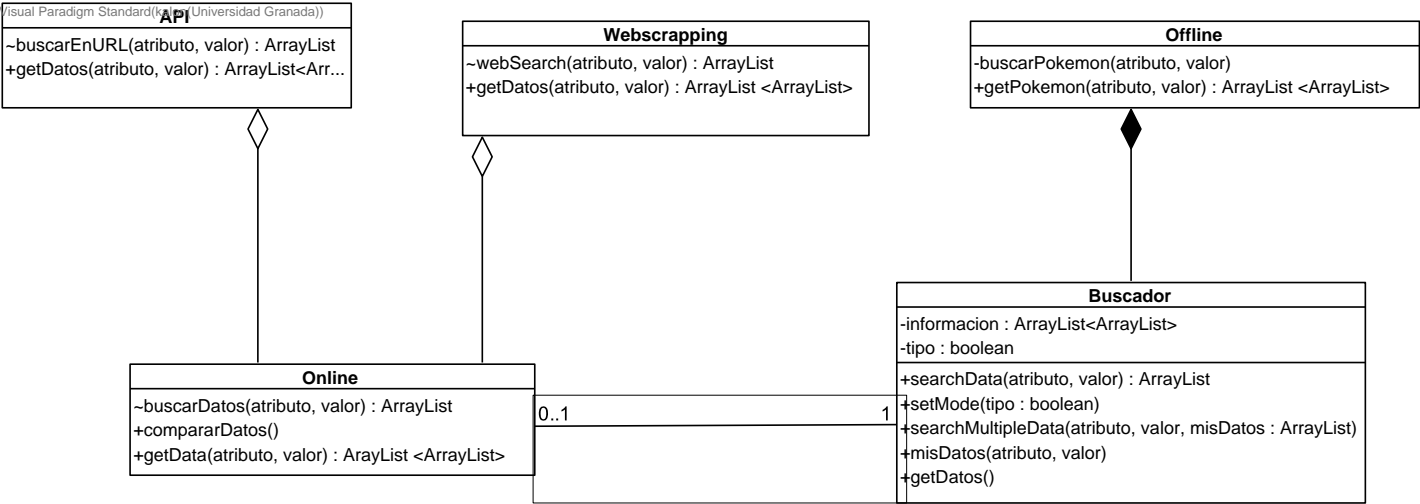 Visual Paradigm Standard(kalon(Universidad Granada))
API
~buscarEnURL(atributo, valor) : ArrayList
+getDatos(atributo, valor) : ArrayList<Arr...
Webscrapping
~webSearch(atributo, valor) : ArrayList
+getDatos(atributo, valor) : ArrayList <ArrayList>
Offline
-buscarPokemon(atributo, valor)
+getPokemon(atributo, valor) : ArrayList <ArrayList>
Online
~buscarDatos(atributo, valor) : ArrayList
+compararDatos()
+getData(atributo, valor) : ArayList <ArrayList>
0..1
1
Buscador
-informacion : ArrayList<ArrayList>
-tipo : boolean
+searchData(atributo, valor) : ArrayList
+setMode(tipo : boolean)
+searchMultipleData(atributo, valor, misDatos : ArrayList)
+misDatos(atributo, valor)
+getDatos()